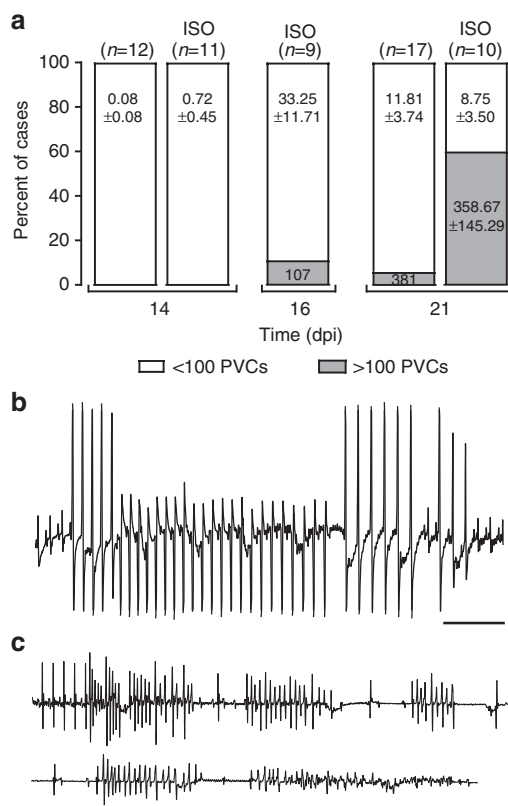 a
ISO ISO ISO
(n=12) (n=11) (n=9) (n=17) (n=10)
100
80
60
40
20
0
Percent of cases
0.08 ±0.08
0.72 ±0.45
33.25 ±11.71
107
11.81 ±3.74
381
8.75 ±3.50
358.67 ±145.29
14 16 21
Time (dpi)
<100 PVCs >100 PVCs
b
c